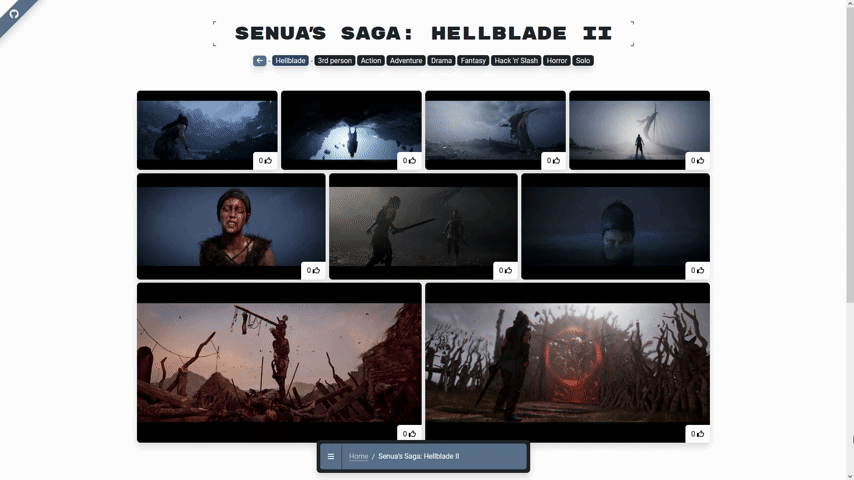 SENUA'S SAGA: HELLBLADE II
- Hellblade - 3rd person Action Adventure Drama Fantasy Hack 'n' Slash Horror Solo
0 0 0 0
0 0 0
0 0
Home / Senua's Saga: Hellblade II